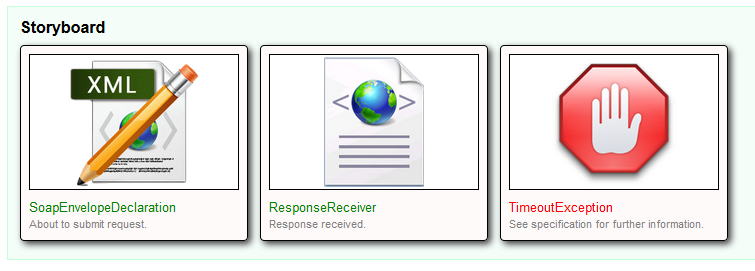 Storyboard
XML
SoapEnvelopeDeclaration
About to submit request.
ResponseReceiver
Response received.
TimeoutException
See specification for further information.